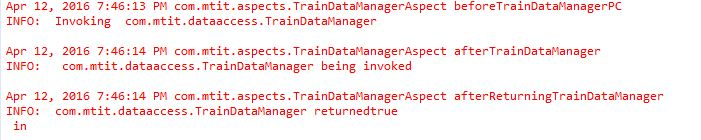 Apr 12, 2016 7:46:13 PM com.mtit.aspects.TrainDataManagerAspect beforeTrainDataManagerPC
INFO:  Invoking  com.mtit.dataaccess.TrainDataManager
Apr 12, 2016 7:46:14 PM com.mtit.aspects.TrainDataManagerAspect afterTrainDataManager
INFO:   com.mtit.dataaccess.TrainDataManager being invoked
Apr 12, 2016 7:46:14 PM com.mtit.aspects.TrainDataManagerAspect afterReturningTrainDataManager
INFO:  com.mtit.dataaccess.TrainDataManager returnedtrue
 in